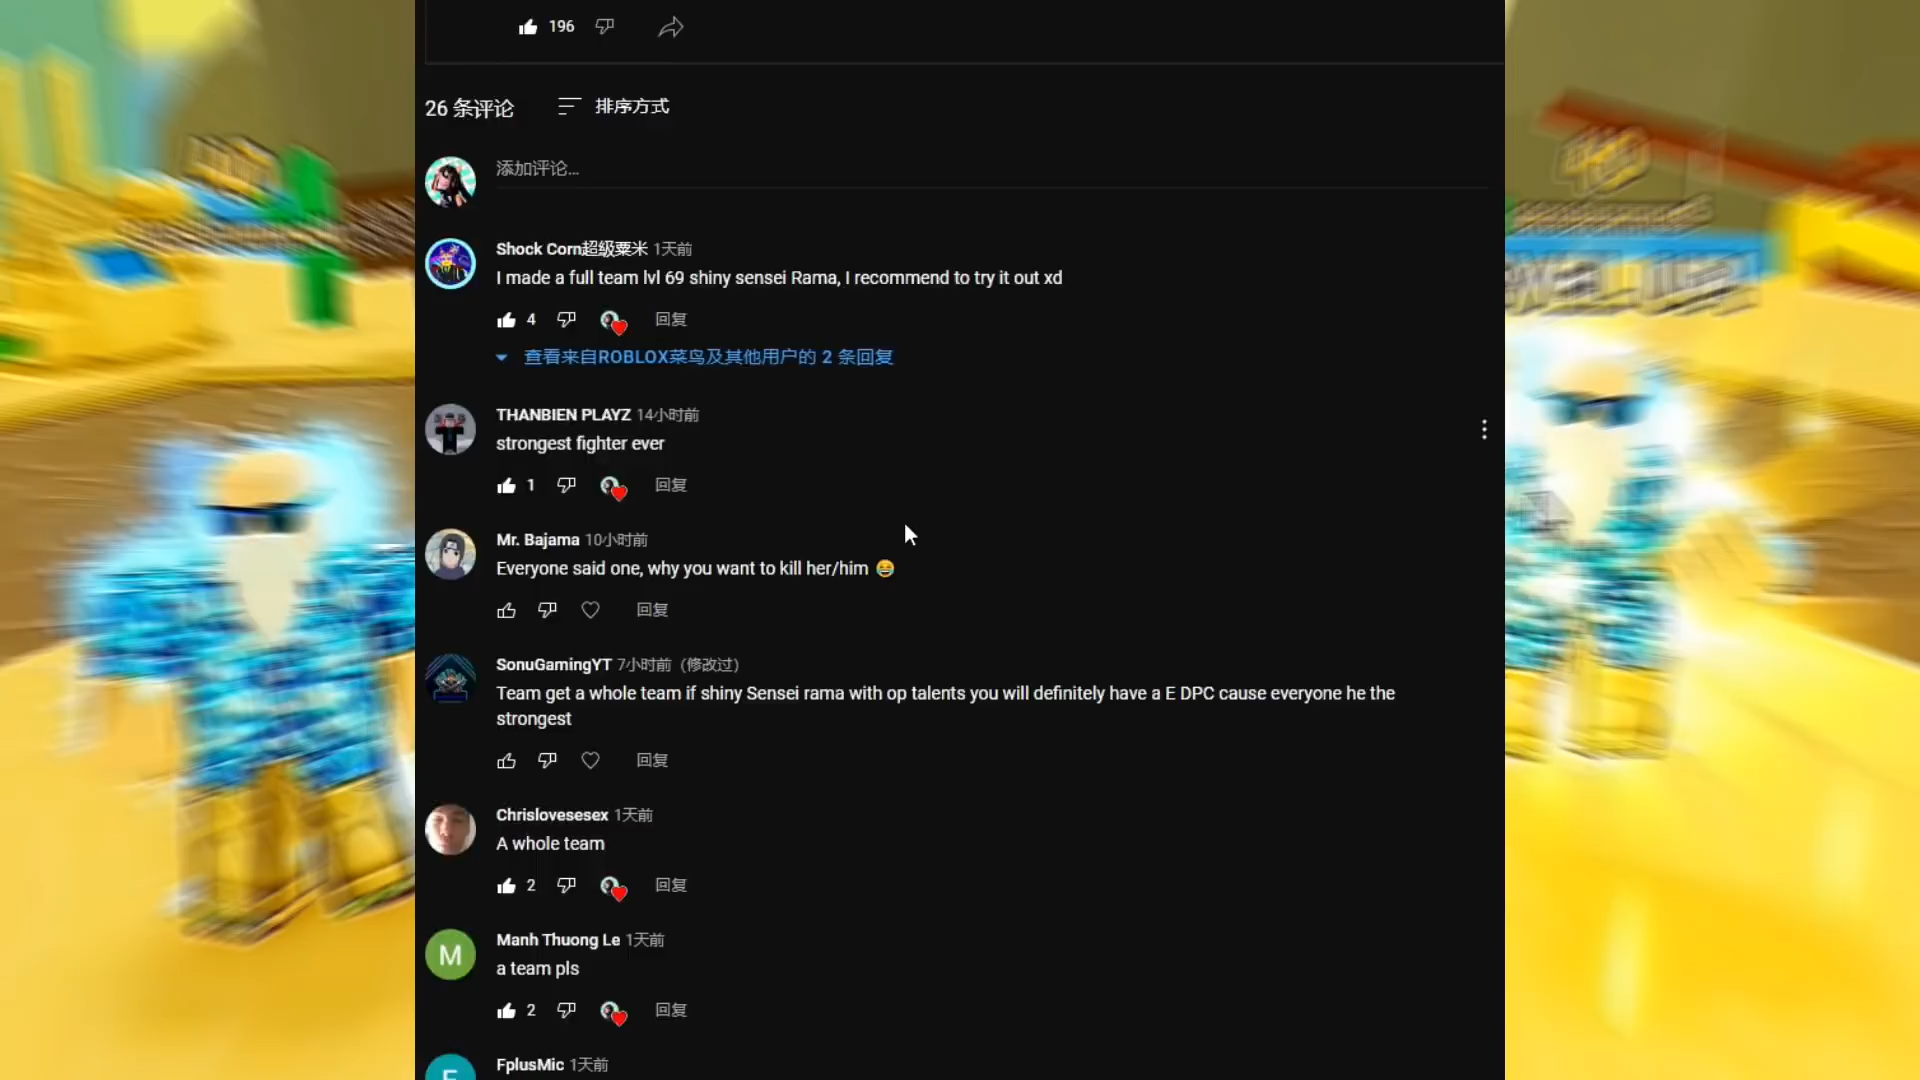 196
26 条评论 排序方式
添加评论...
Shock Corn超級粟米 1天前
I made a full team lvl 69 shiny sensei Rama, I recommend to try it out xd
4 回复
查看来自ROBLOX菜鸟及其他用户的 2 条回复
THANBIEN PLAYZ 14小时前
strongest fighter ever
1 回复
Mr. Bajama 10小时前
Everyone said one, why you want to kill her/him 😂
回复
SonuGamingYT 7小时前（修改过）
Team get a whole team if shiny Sensei rama with op talents you will definitely have a E DPC cause everyone he the
strongest
回复
Chrislovesesex 1天前
A whole team
2 回复
M
Manh Thuong Le 1天前
a team pls
2 回复
FplusMic 1天前